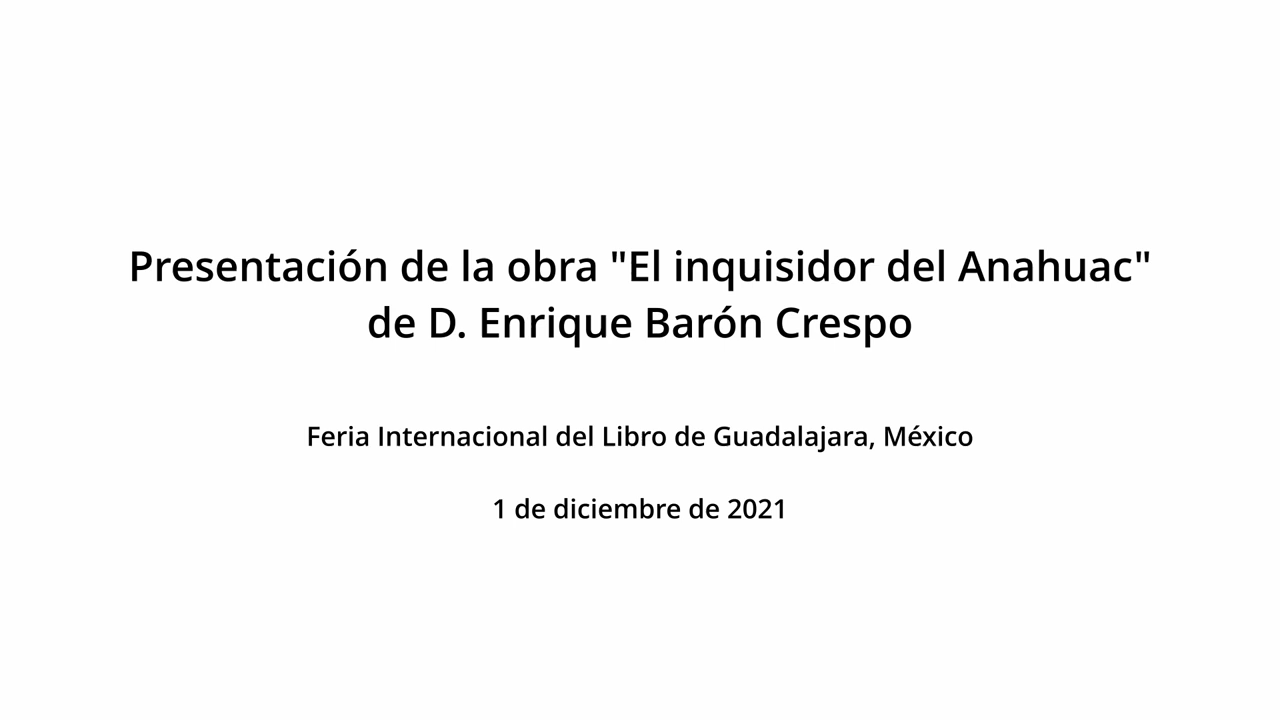 Presentación de la obra "El inquisidor del Anahuac"
de D. Enrique Barón Crespo
Feria Internacional del Libro de Guadalajara, México
1 de diciembre de 2021